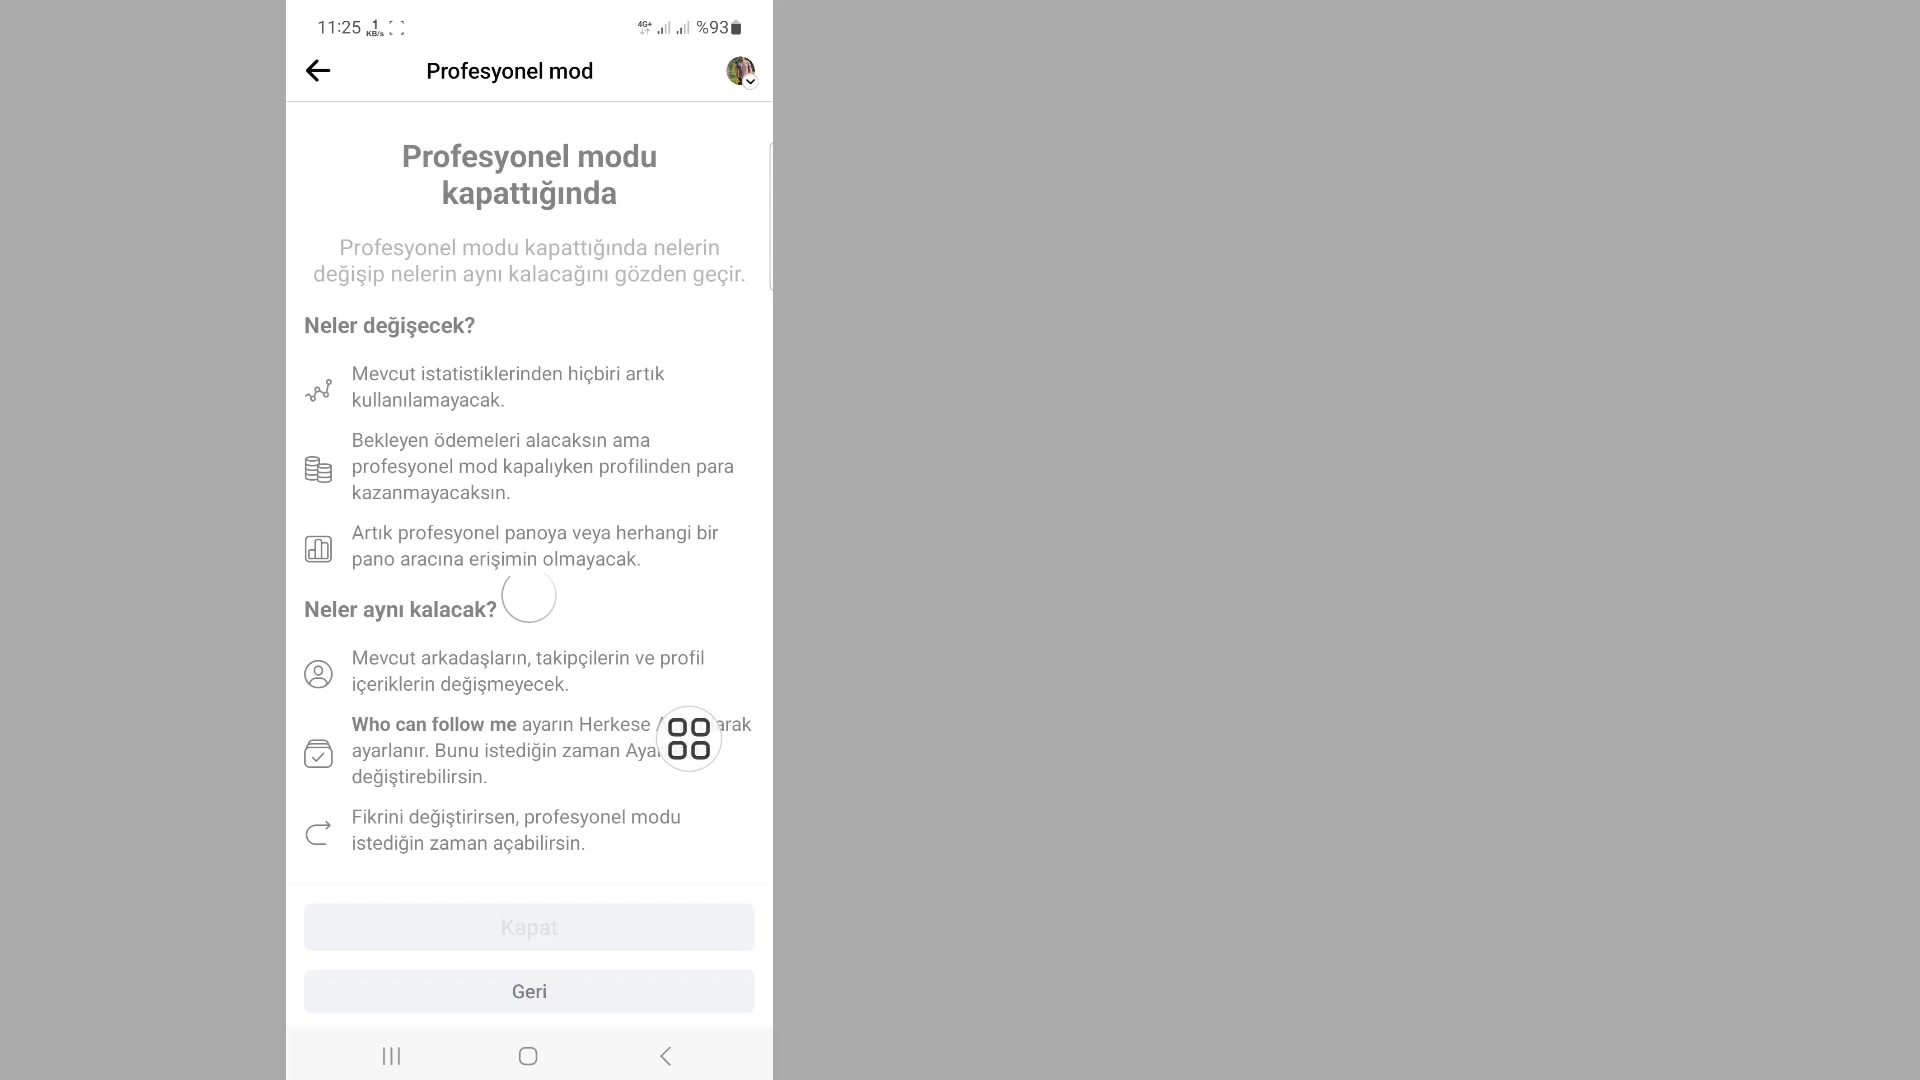 11:25 1 KB/s 4G+ %93
Profesyonel mod
Profesyonel modu
kapattığında
Profesyonel modu kapattığında nelerin
değişip nelerin aynı kalacağını gözden geçir.
Neler değişecek?
Mevcut istatistiklerinden hiçbiri artık
kullanılamayacak.
Bekleyen ödemeleri alacaksın ama
profesyonel mod kapalıyken profilinden para
kazanmayacaksın.
Artık profesyonel panoya veya herhangi bir
pano aracına erişimin olmayacak.
Neler aynı kalacak?
Mevcut arkadaşların, takipçilerin ve profil
içeriklerin değişmeyecek.
Who can follow me ayarın Herkese
ayarlanır. Bunu istediğin zaman
değiştirebilirsin.
Fikrini değiştirirsen, profesyonel modu
istediğin zaman açabilirsin.
Kapat
Geri